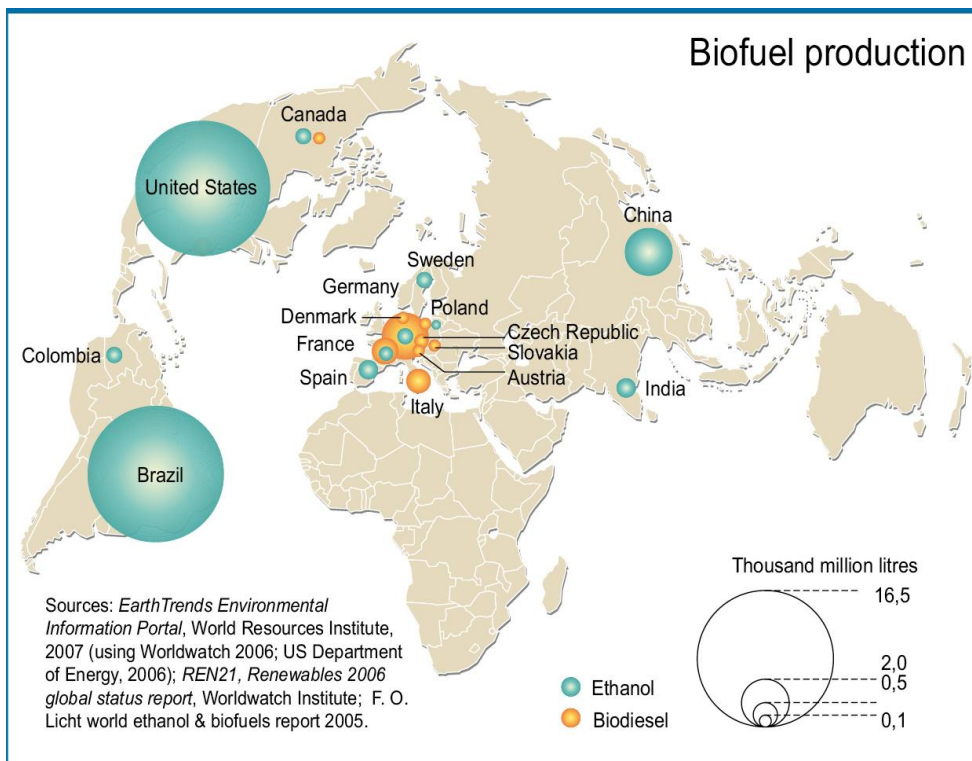 Biofuel production
Canada
United States
China
Sweden
Germany
Poland
Denmark
Czech Republic
France
Slovakia
Colombia
Spain
Austria
India
Italy
Brazil
Thousand million litres
16,5
2,0
0,5
0,1
Sources: EarthTrends Environmental
Information Portal, World Resources Institute,
2007 (using Worldwatch 2006; US Department
of Energy, 2006); REN21, Renewables 2006
global status report, Worldwatch Institute; F. O.
Licht world ethanol & biofuels report 2005.
Ethanol
Biodiesel